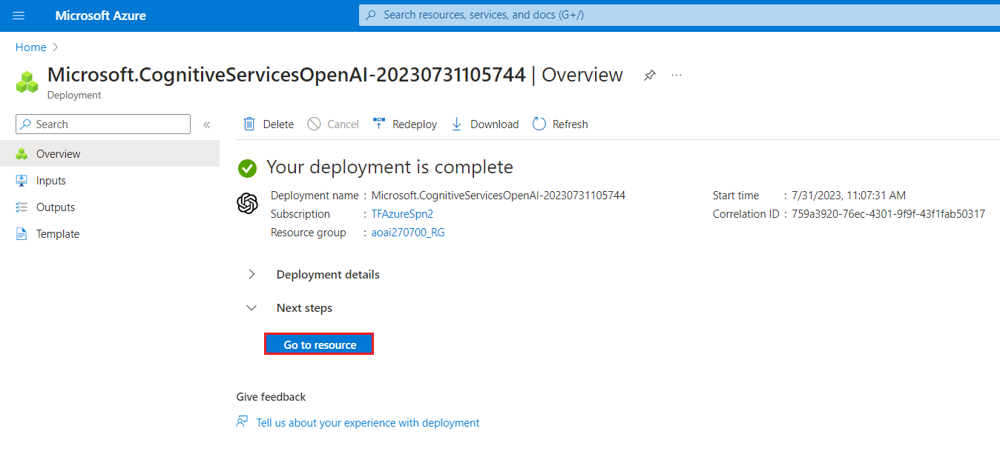 Microsoft Azure
Search resources, services, and docs (G+/)
Home
Microsoft.CognitiveServicesOpenAI-20230731105744 | Overview
Deployment
Search
«
Delete
Cancel
Redeploy
Download
Refresh
Overview
Inputs
Outputs
Template
Your deployment is complete
Deployment name : Microsoft.CognitiveServicesOpenAI-20230731105744
Subscription : TFAzureSpn2
Resource group : aoai270700_RG
Start time : 7/31/2023, 11:07:31 AM
Correlation ID : 759a3920-76ec-4301-9f9f-43f1fab50317
Deployment details
Next steps
Go to resource
Give feedback
Tell us about your experience with deployment